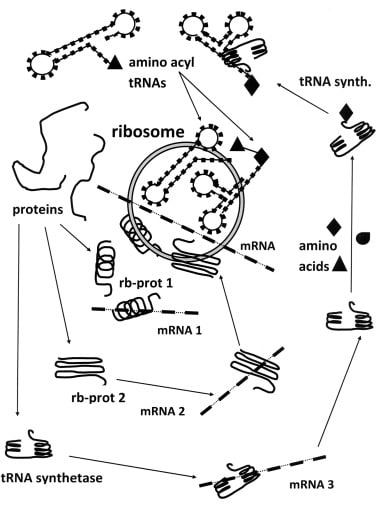 amino acyl
tRNAs
tRNA synth.
ribosome
proteins
mRNA
amino
acids
rb-prot 1
mRNA 1
rb-prot 2
mRNA 2
tRNA synthetase
mRNA 3